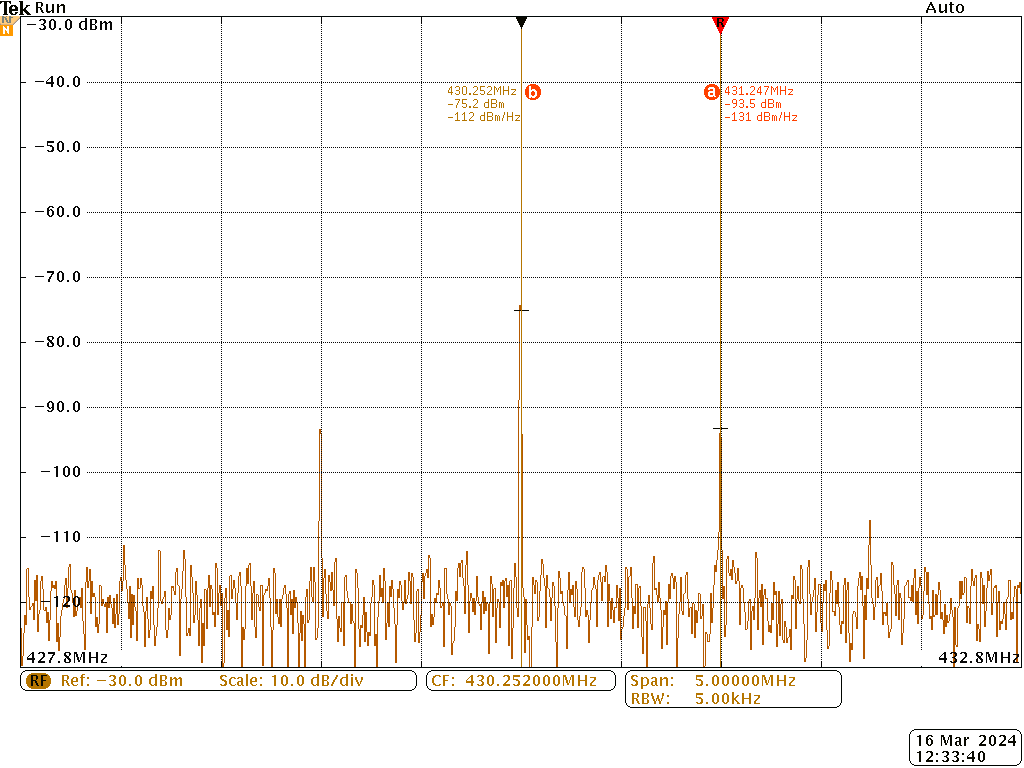 Tek Run Auto
RF
N
−30.0 dBm
R
−40.0
430.252MHz b a 431.247MHz
−75.2 dBm −93.5 dBm
−112 dBm/Hz −131 dBm/Hz
−50.0
−60.0
−70.0
−80.0
−90.0
−100
−110
−120
427.8MHz 432.8MHz
RF Ref: −30.0 dBm Scale: 10.0 dB/div CF: 430.252000MHz Span: 5.00000MHz
RBW: 5.00kHz
16 Mar 2024
12:33:40